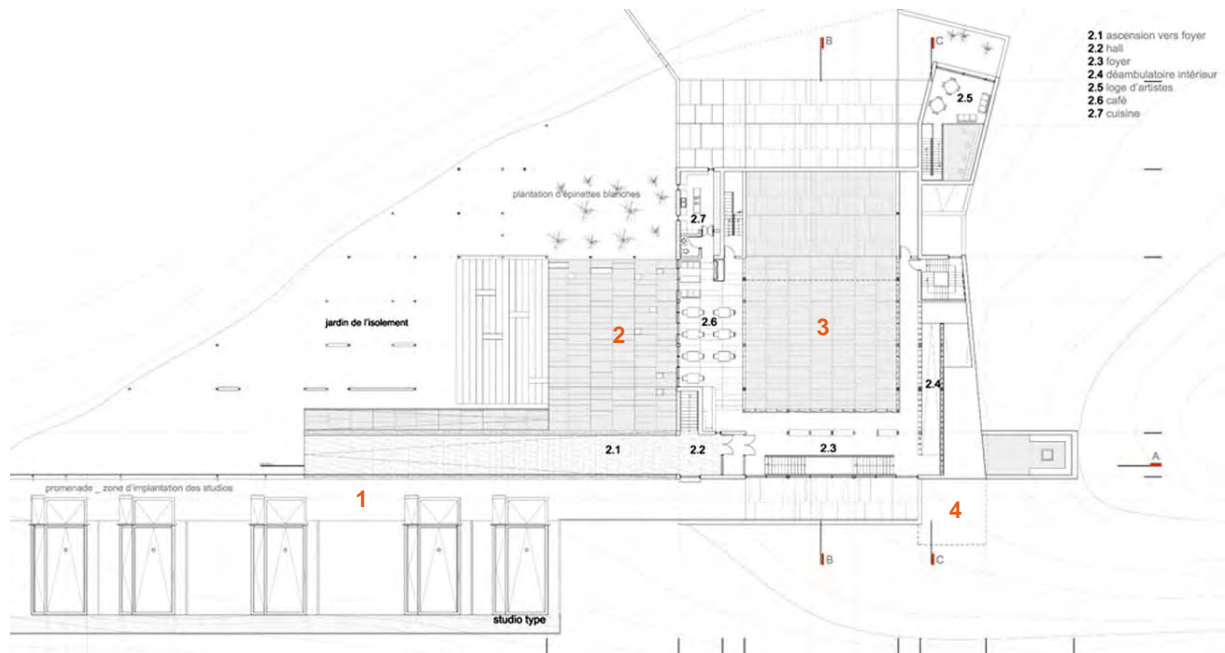 B
C
2.1 ascension vers foyer
2.2 hall
2.3 foyer
2.4 déambulatoire intérieur
2.5 loge d'artistes
2.6 café
2.7 cuisine
2.5
plantation d'épinettes blanches
2.7
jardin de l'isolement
2
2.6
3
2.4
2.1
2.2
2.3
A
promenade _ zone d'implantation des studios
1
4
B
C
studio type